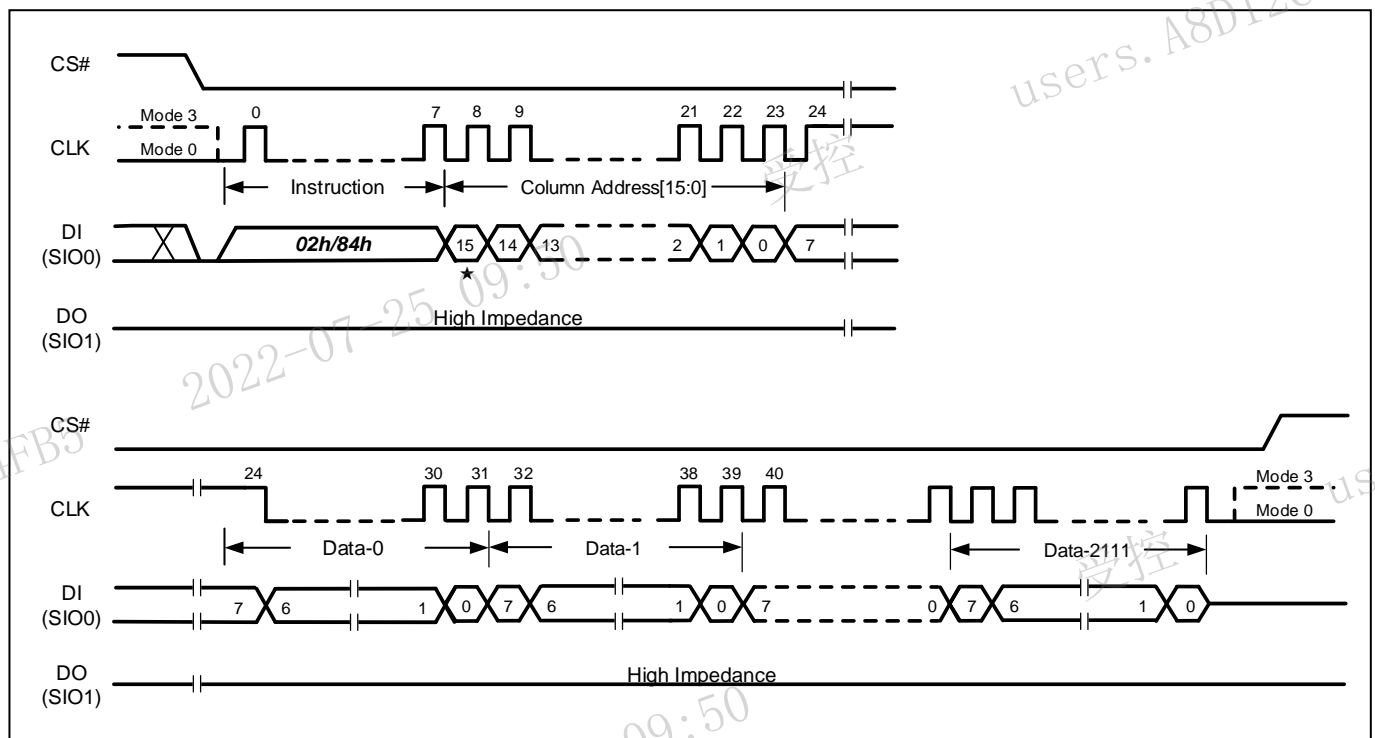 users. A8D12
CS#
Mode 3 0 7 8 9 21 22 23 24
CLK
Mode 0
受控
Instruction Column Address[15:0]
DI
(SIO0)
02h/84h 15 14 13 2 1 0 7
★
2022-07-25 09:50
DO
(SIO1)
High Impedance
CS#
FB5
24 30 31 32 38 39 40 Mode 3
us
CLK
Mode 0
Data-0 Data-1 Data-2111
受控
DI
(SIO0)
7 6 1 0 7 6 1 0 7 0 7 6 1 0
DO
(SIO1)
High Impedance
09:50